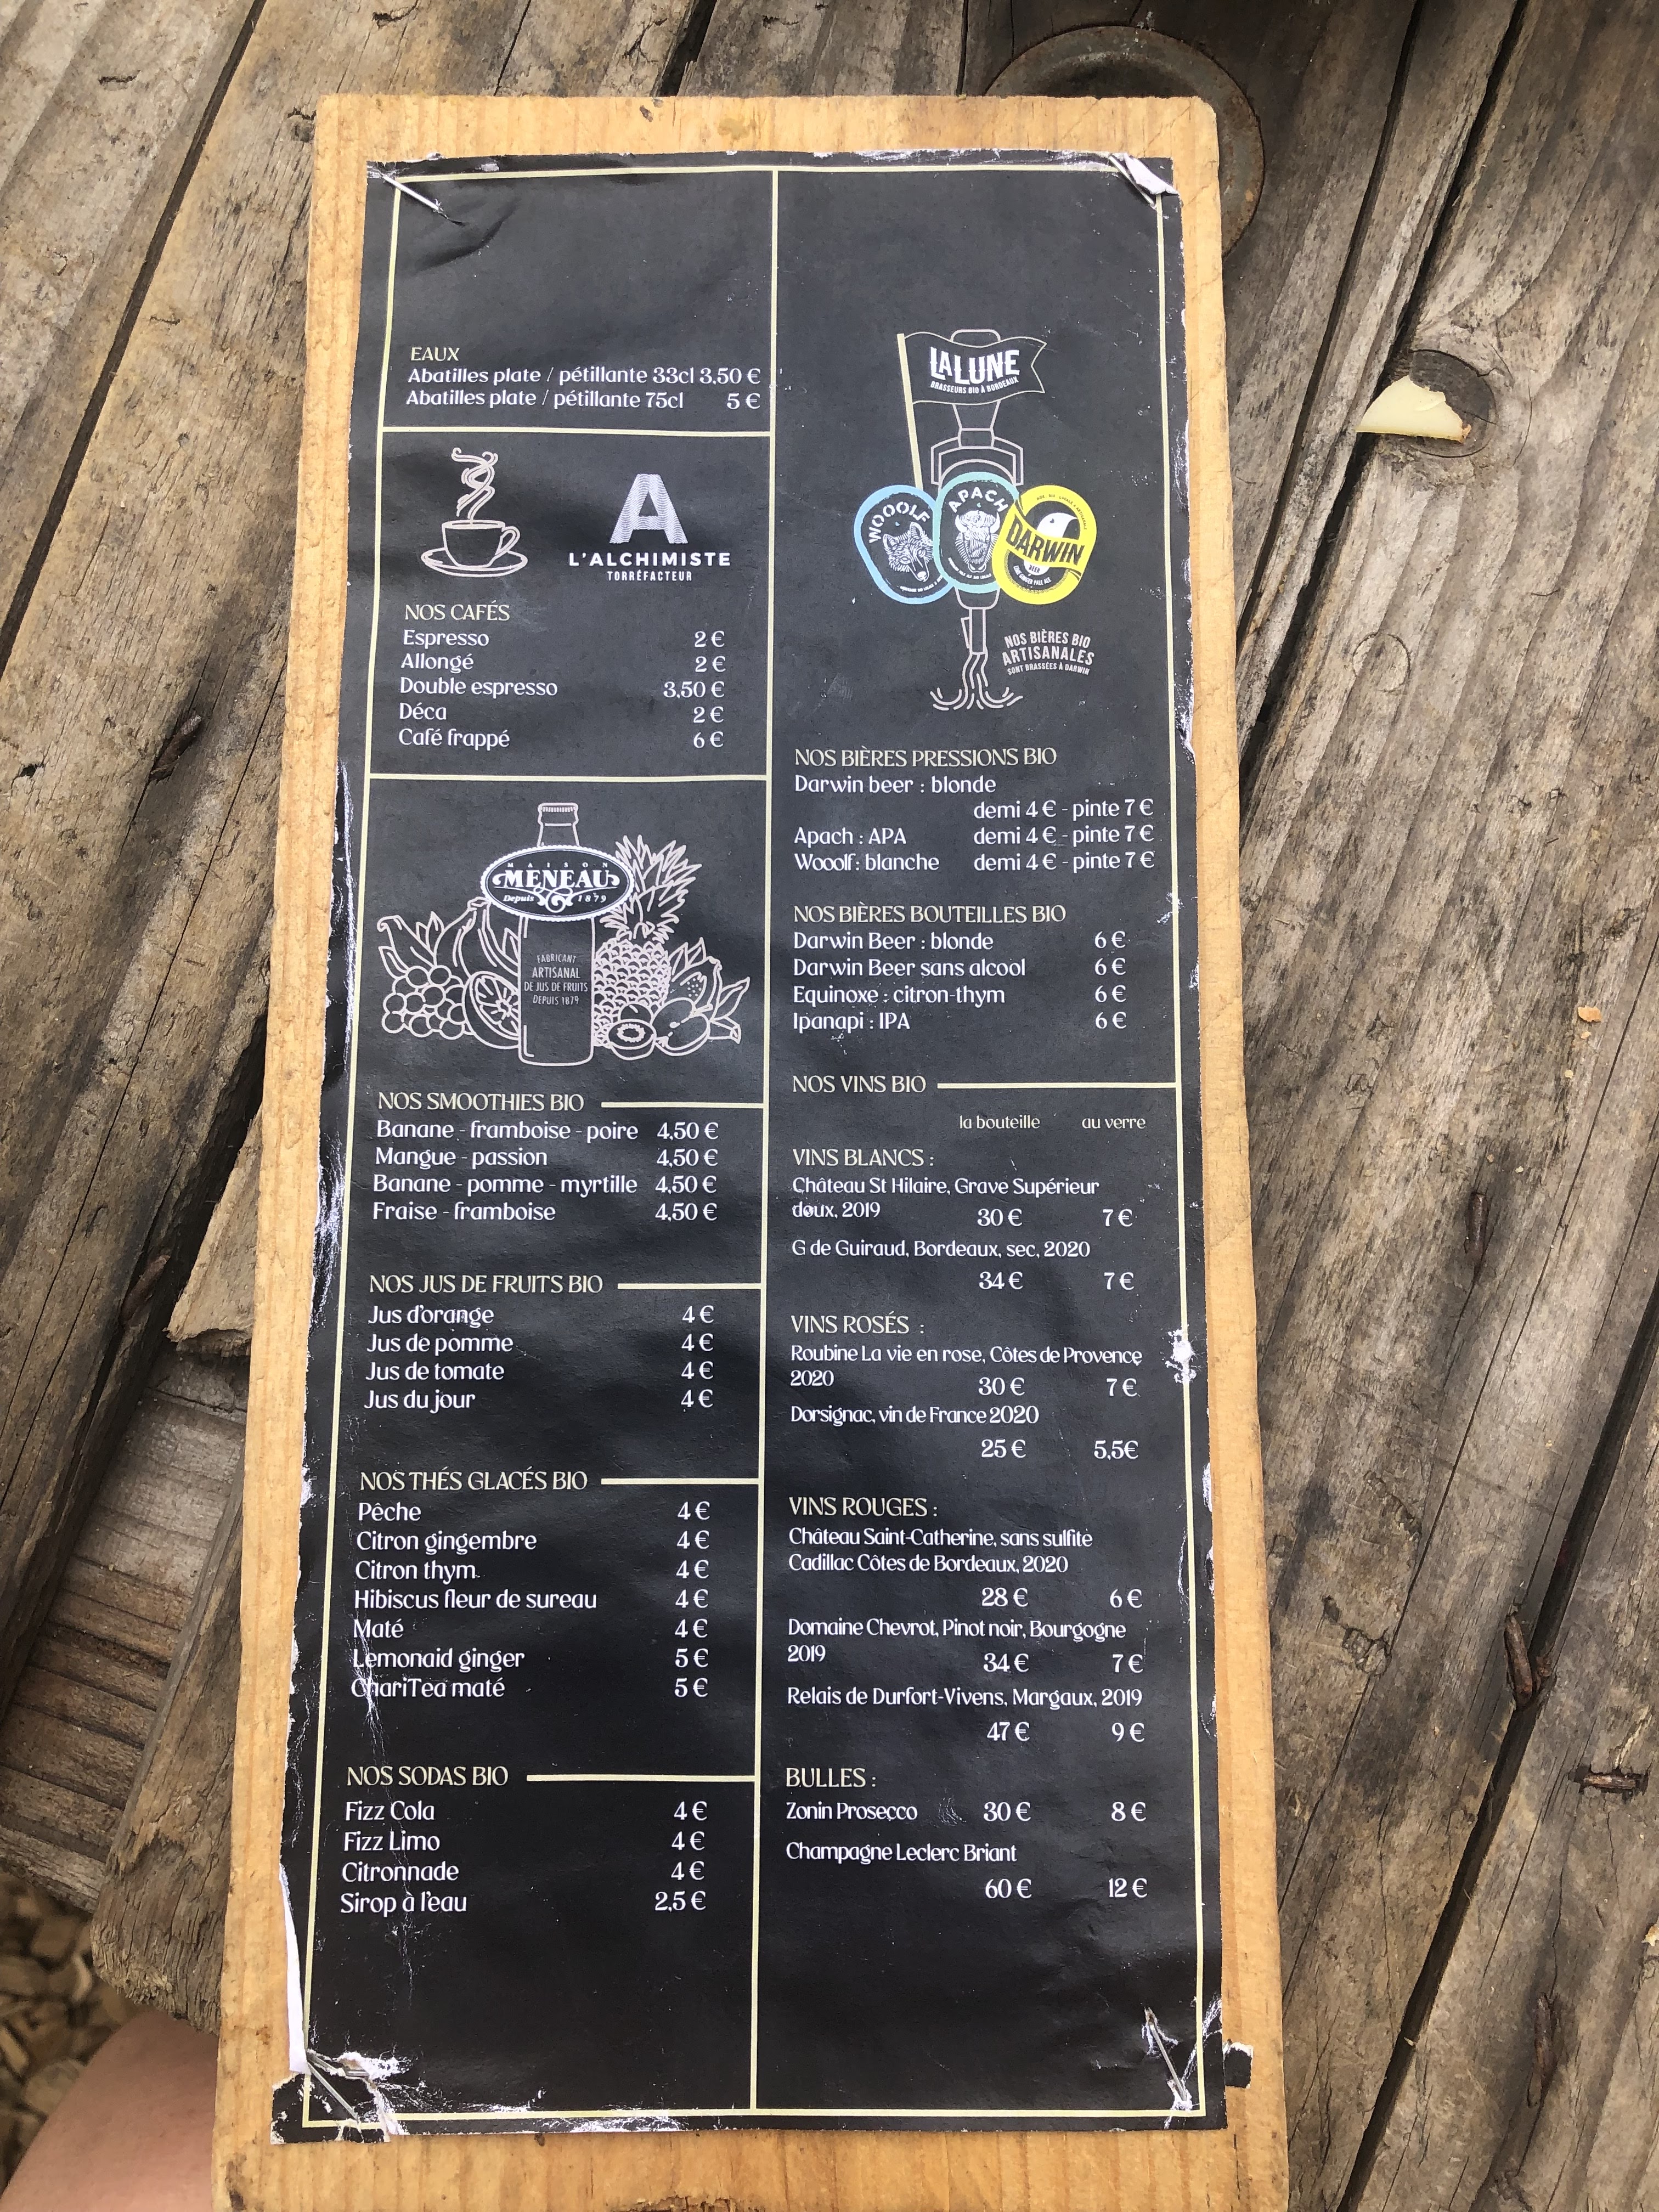 EAUX
Abatilles plate / pétillante 33cl 3,50 €
Abatilles plate / pétillante 75cl 5 €
A
L'ALCHIMISTE
TORRÉFACTEUR
NOS CAFÉS
Espresso 2 €
Allongé 2 €
Double espresso 3,50 €
Déca 2 €
Café frappé 6 €
MAISON
MENEAU
Depuis 1879
FABRICANT
ARTISANAL
DE JUS DE FRUITS
DEPUIS 1879
NOS SMOOTHIES BIO
Banane - framboise - poire 4,50 €
Mangue - passion 4,50 €
Banane - pomme - myrtille 4,50 €
Fraise - framboise 4,50 €
NOS JUS DE FRUITS BIO
Jus d'orange 4 €
Jus de pomme 4 €
Jus de tomate 4 €
Jus du jour 4 €
NOS THÉS GLACÉS BIO
Pêche 4 €
Citron gingembre 4 €
Citron thym 4 €
Hibiscus fleur de sureau 4 €
Maté 4 €
Lemonaid ginger 5 €
ChariTea maté 5 €
NOS SODAS BIO
Fizz Cola 4 €
Fizz Limo 4 €
Citronnade 4 €
Sirop à l'eau 2,5 €
LA LUNE
BRASSEURS BIO À BORDEAUX
WOOOLF
APACH
DARWIN
BEER
NOS BIÈRES BIO
ARTISANALES
SONT BRASSÉES À DARWIN
NOS BIÈRES PRESSIONS BIO
Darwin beer : blonde
demi 4 € - pinte 7 €
Apach : APA demi 4 € - pinte 7 €
Wooolf : blanche demi 4 € - pinte 7 €
NOS BIÈRES BOUTEILLES BIO
Darwin Beer : blonde 6 €
Darwin Beer sans alcool 6 €
Equinoxe : citron-thym 6 €
Ipanapi : IPA 6 €
NOS VINS BIO
la bouteille au verre
VINS BLANCS :
Château St Hilaire, Grave Supérieur
doux, 2019 30 € 7 €
G de Guiraud, Bordeaux, sec, 2020
34 € 7 €
VINS ROSÉS :
Roubine La vie en rose, Côtes de Provence
2020 30 € 7 €
Dorsignac, vin de France 2020
25 € 5,5€
VINS ROUGES :
Château Saint-Catherine, sans sulfite
Cadillac Côtes de Bordeaux, 2020
28 € 6 €
Domaine Chevrot, Pinot noir, Bourgogne
2019 34 € 7 €
Relais de Durfort-Vivens, Margaux, 2019
47 € 9 €
BULLES :
Zonin Prosecco 30 € 8 €
Champagne Leclerc Briant
60 € 12 €